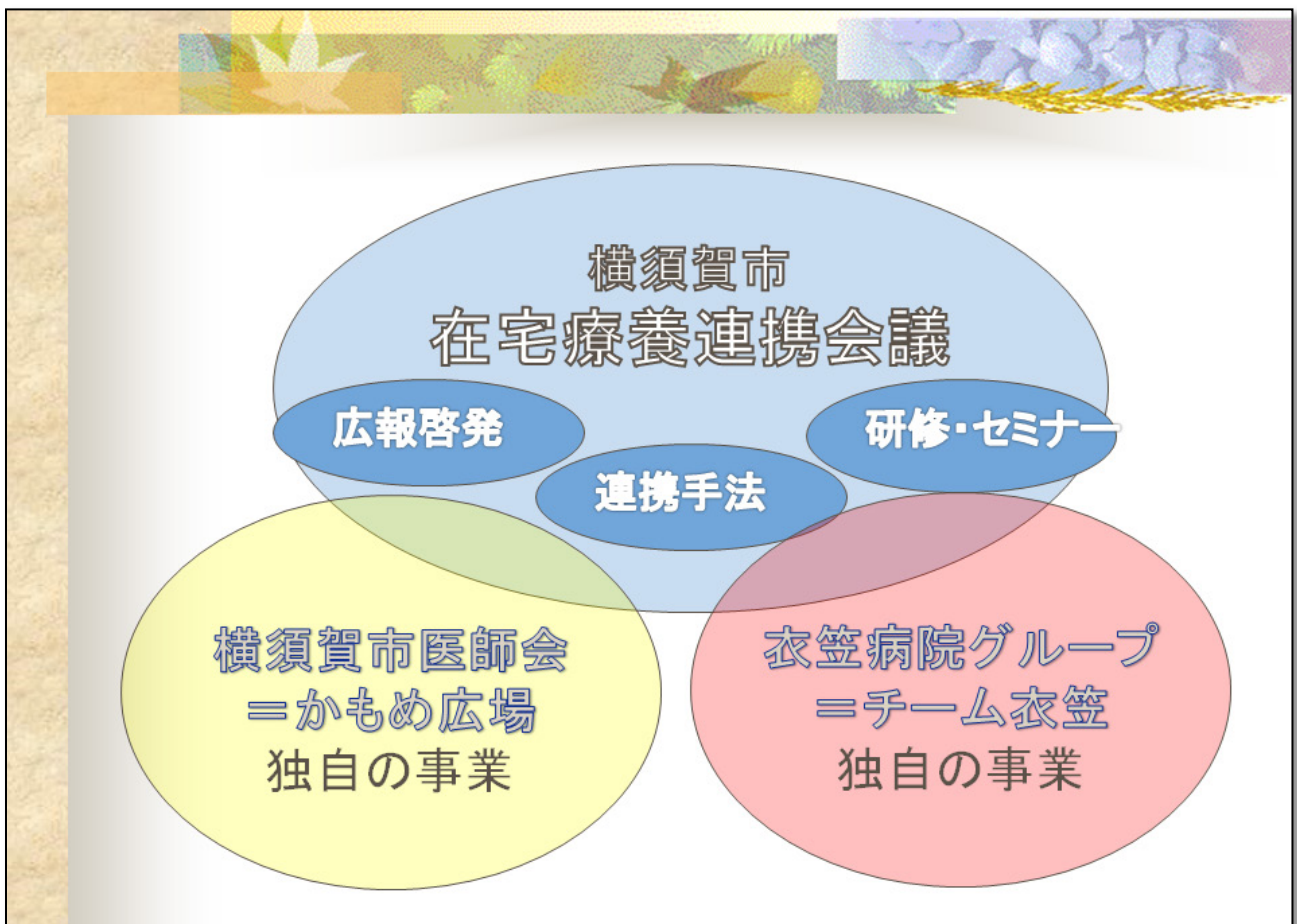 横須賀市
在宅療養連携会議
広報啓発
研修・セミナー
連携手法
横須賀市医師会
＝かもめ広場
独自の事業
衣笠病院グループ
＝チーム衣笠
独自の事業